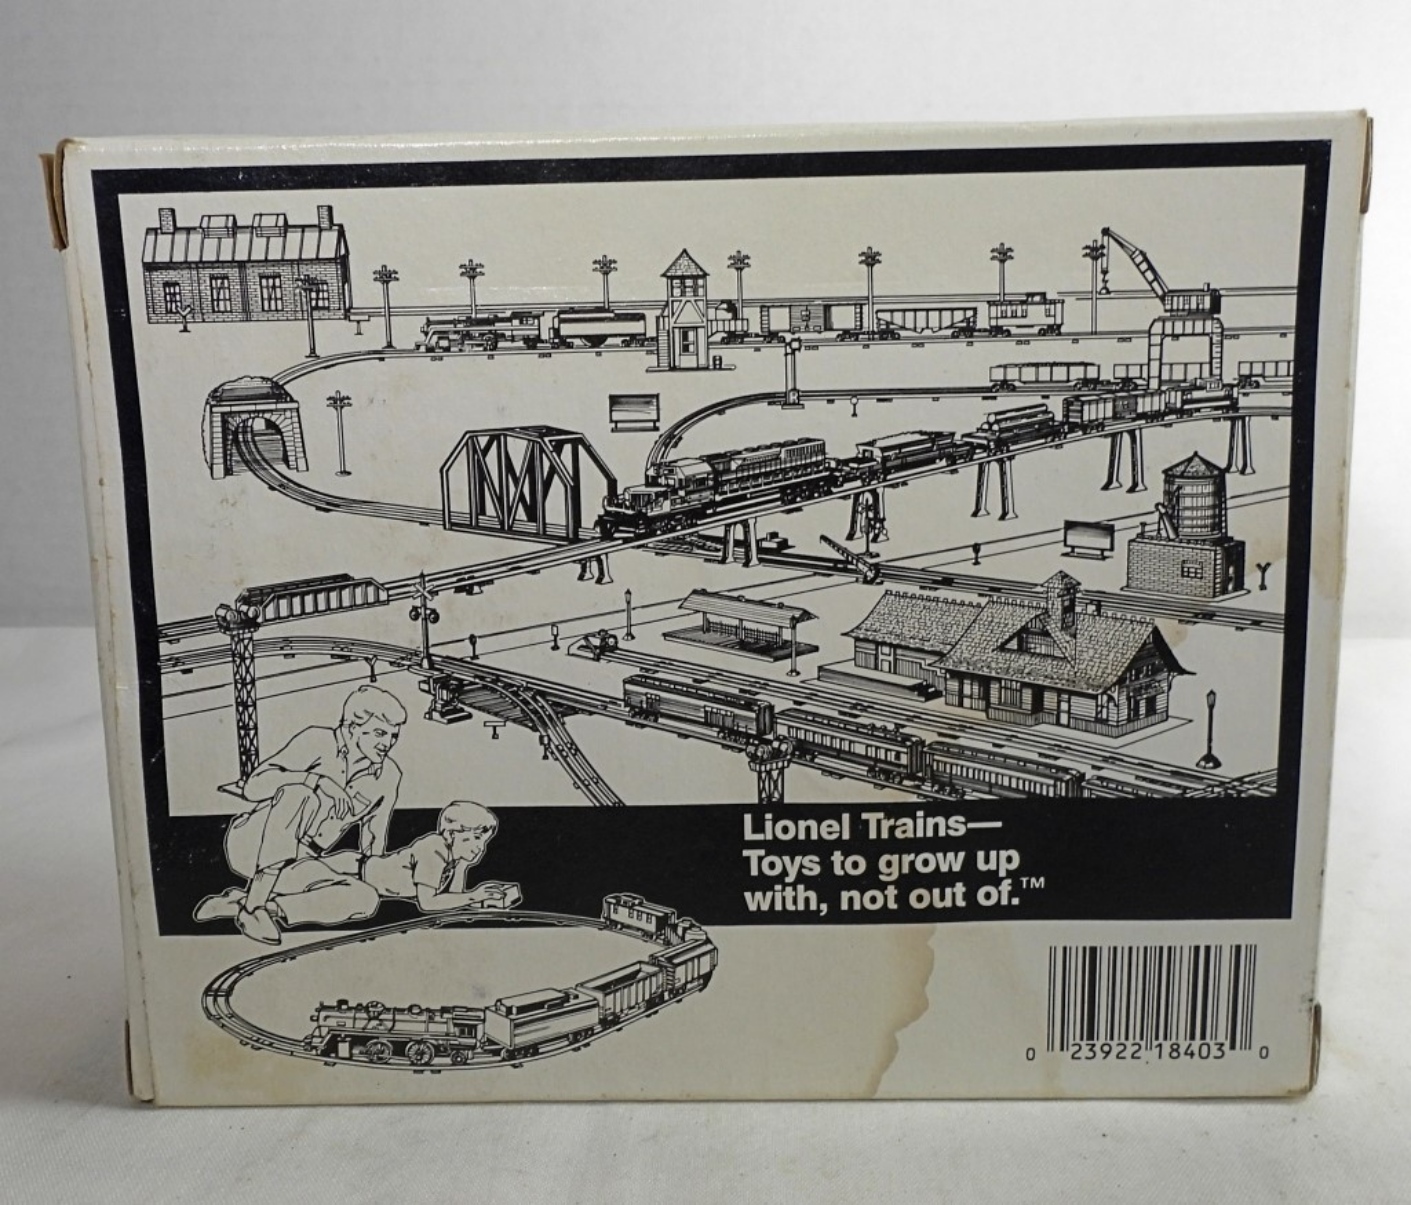 Lionel Trains—
Toys to grow up
with, not out of.™
0 23922 18403 0